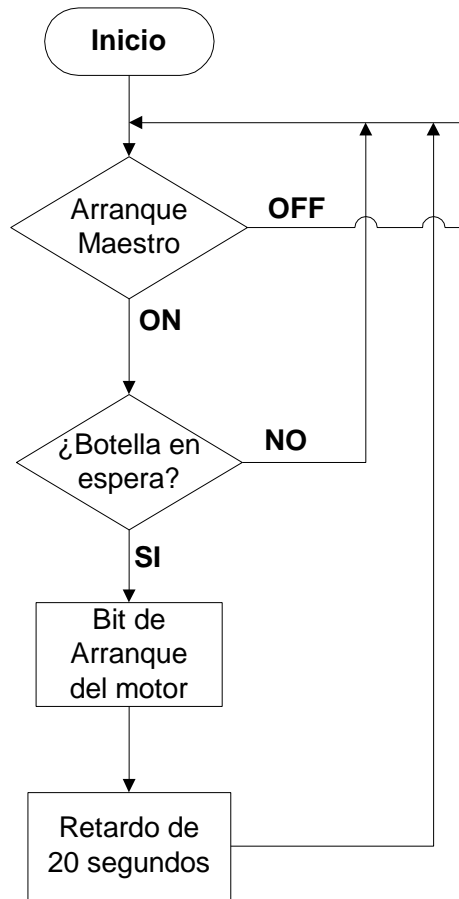 Inicio
Arranque
Maestro
OFF
ON
¿Botella en
espera?
NO
SI
Bit de
Arranque
del motor
Retardo de
20 segundos